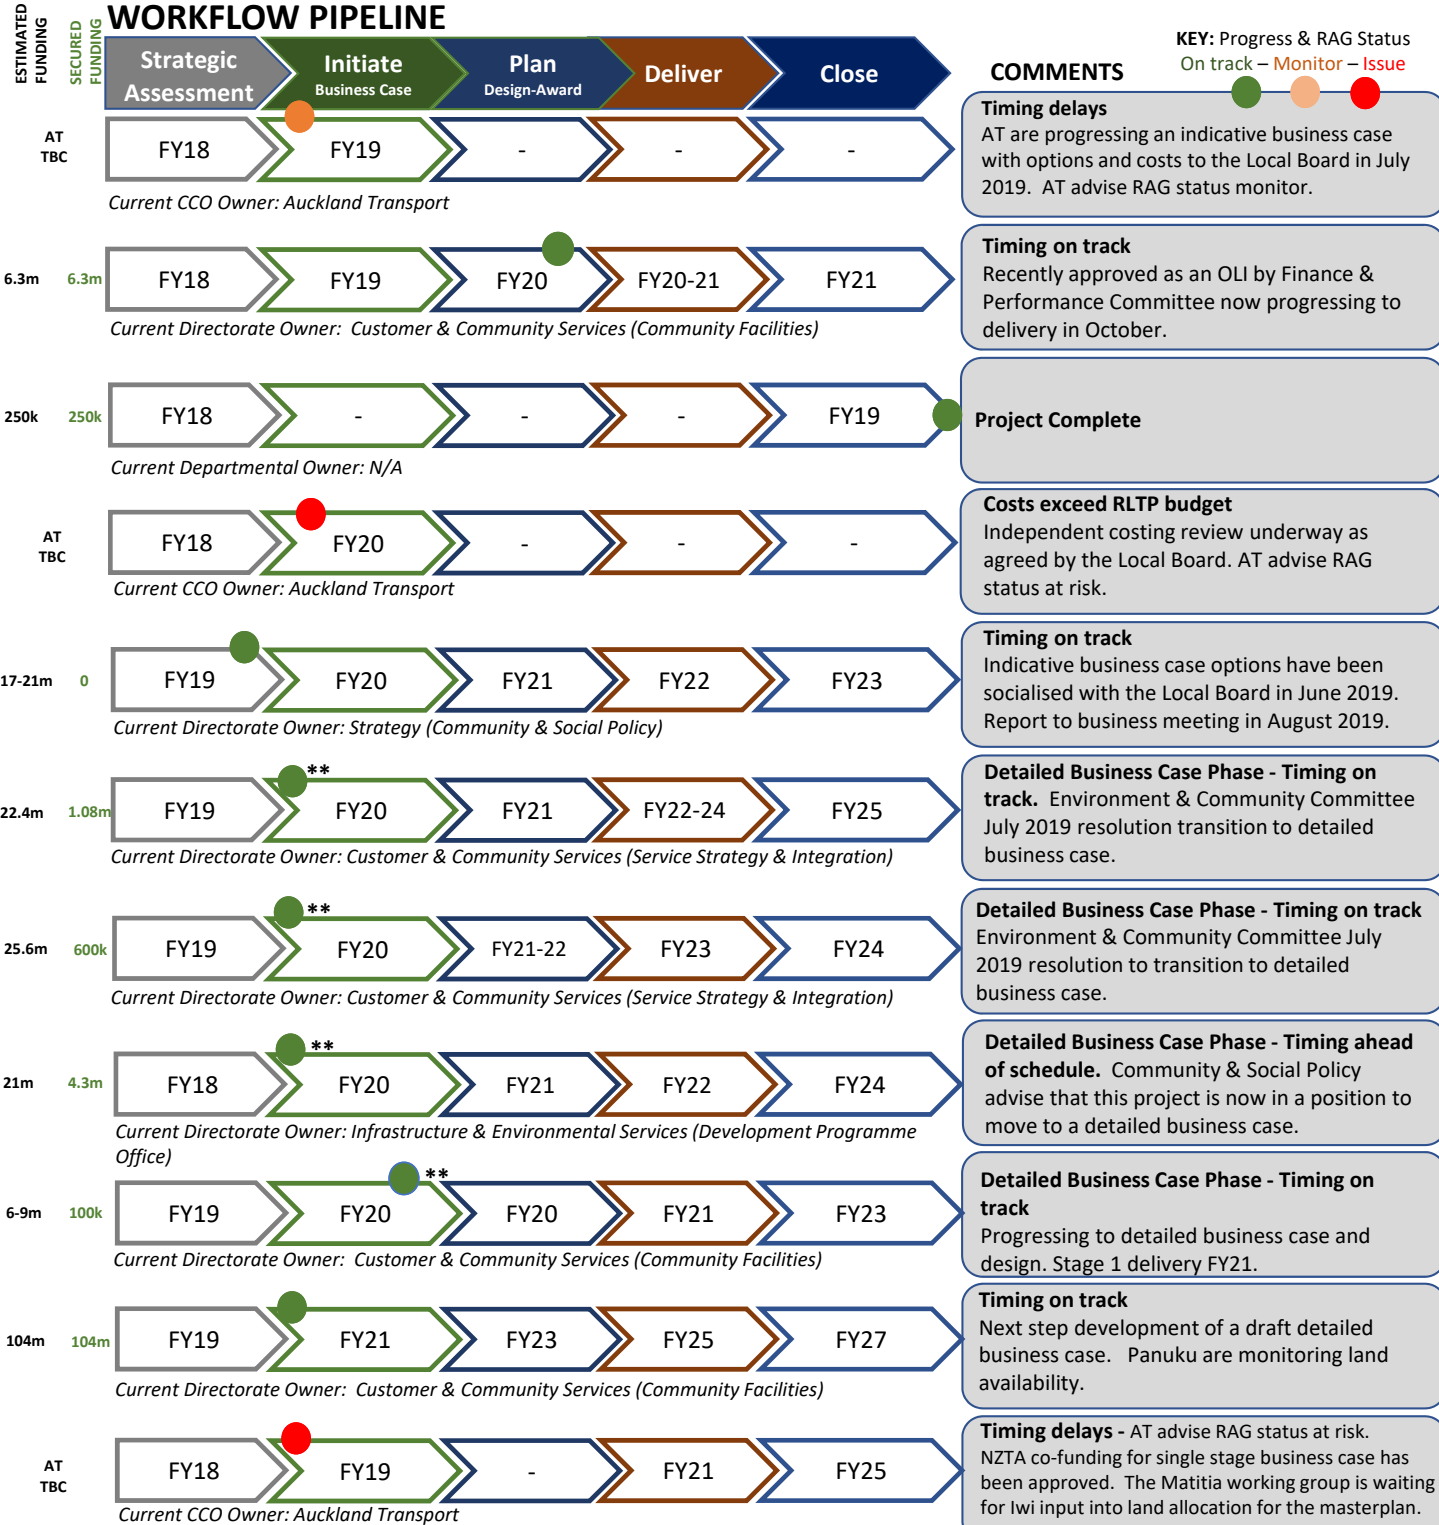 ESTIMATED
FUNDING
SECURED
FUNDING
WORKFLOW PIPELINE
Strategic
Assessment
Initiate
Business Case
Plan
Design-Award
Deliver
Close
COMMENTS
KEY: Progress & RAG Status
On track – Monitor – Issue
AT
TBC
FY18
FY19
-
-
-
Current CCO Owner: Auckland Transport
Timing delays
AT are progressing an indicative business case
with options and costs to the Local Board in July
2019. AT advise RAG status monitor.
6.3m
6.3m
FY18
FY19
FY20
FY20-21
FY21
Current Directorate Owner: Customer & Community Services (Community Facilities)
Timing on track
Recently approved as an OLI by Finance &
Performance Committee now progressing to
delivery in October.
250k
250k
FY18
-
-
-
FY19
Current Departmental Owner: N/A
Project Complete
AT
TBC
FY18
FY20
-
-
-
Current CCO Owner: Auckland Transport
Costs exceed RLTP budget
Independent costing review underway as
agreed by the Local Board. AT advise RAG
status at risk.
17-21m
0
FY19
FY20
FY21
FY22
FY23
Current Directorate Owner: Strategy (Community & Social Policy)
Timing on track
Indicative business case options have been
socialised with the Local Board in June 2019.
Report to business meeting in August 2019.
22.4m
1.08m
**
FY19
FY20
FY21
FY22-24
FY25
Current Directorate Owner: Customer & Community Services (Service Strategy & Integration)
Detailed Business Case Phase - Timing on
track. Environment & Community Committee
July 2019 resolution transition to detailed
business case.
25.6m
600k
**
FY19
FY20
FY21-22
FY23
FY24
Current Directorate Owner: Customer & Community Services (Service Strategy & Integration)
Detailed Business Case Phase - Timing on track
Environment & Community Committee July
2019 resolution to transition to detailed
business case.
21m
4.3m
**
FY18
FY20
FY21
FY22
FY24
Current Directorate Owner: Infrastructure & Environmental Services (Development Programme
Office)
Detailed Business Case Phase - Timing ahead
of schedule. Community & Social Policy
advise that this project is now in a position to
move to a detailed business case.
6-9m
100k
**
FY19
FY20
FY20
FY21
FY23
Current Directorate Owner: Customer & Community Services (Community Facilities)
Detailed Business Case Phase - Timing on
track
Progressing to detailed business case and
design. Stage 1 delivery FY21.
104m
104m
FY19
FY21
FY23
FY25
FY27
Current Directorate Owner: Customer & Community Services (Community Facilities)
Timing on track
Next step development of a draft detailed
business case. Panuku are monitoring land
availability.
AT
TBC
FY18
FY19
-
FY21
FY25
Current CCO Owner: Auckland Transport
Timing delays - AT advise RAG status at risk.
NZTA co-funding for single stage business case has
been approved. The Matitia working group is waiting
for Iwi input into land allocation for the masterplan.